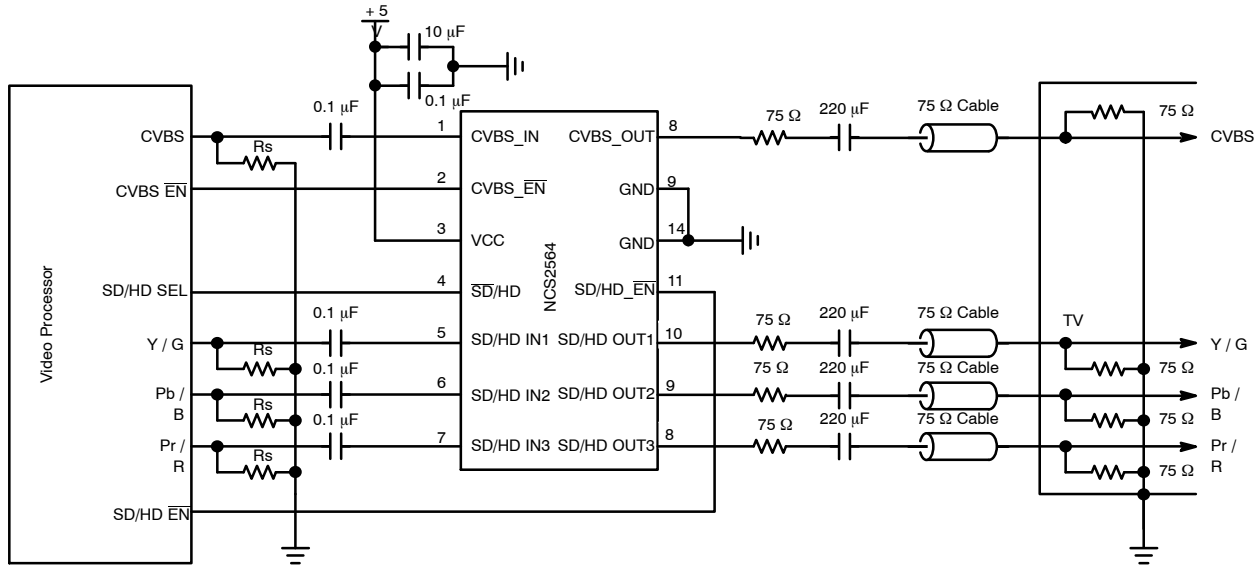 + 5
V
10 μF
0.1 μF
0.1 μF
75 Ω
220 μF
75 Ω Cable
75 Ω
CVBS
Rs
1
CVBS_IN
CVBS_OUT
8
CVBS
CVBS EN
2
CVBS_EN
GND
9
3
VCC
GND
14
Video Processor
NCS2564
SD/HD SEL
4
SD/HD
SD/HD_EN
11
0.1 μF
75 Ω
220 μF
75 Ω Cable
TV
Y / G
Rs
5
SD/HD IN1
SD/HD OUT1
10
Y / G
0.1 μF
75 Ω
220 μF
75 Ω Cable
75 Ω
Pb /
B
Rs
6
SD/HD IN2
SD/HD OUT2
9
Pb /
B
0.1 μF
75 Ω
220 μF
75 Ω Cable
75 Ω
Pr /
R
Rs
7
SD/HD IN3
SD/HD OUT3
8
Pr /
R
75 Ω
SD/HD EN